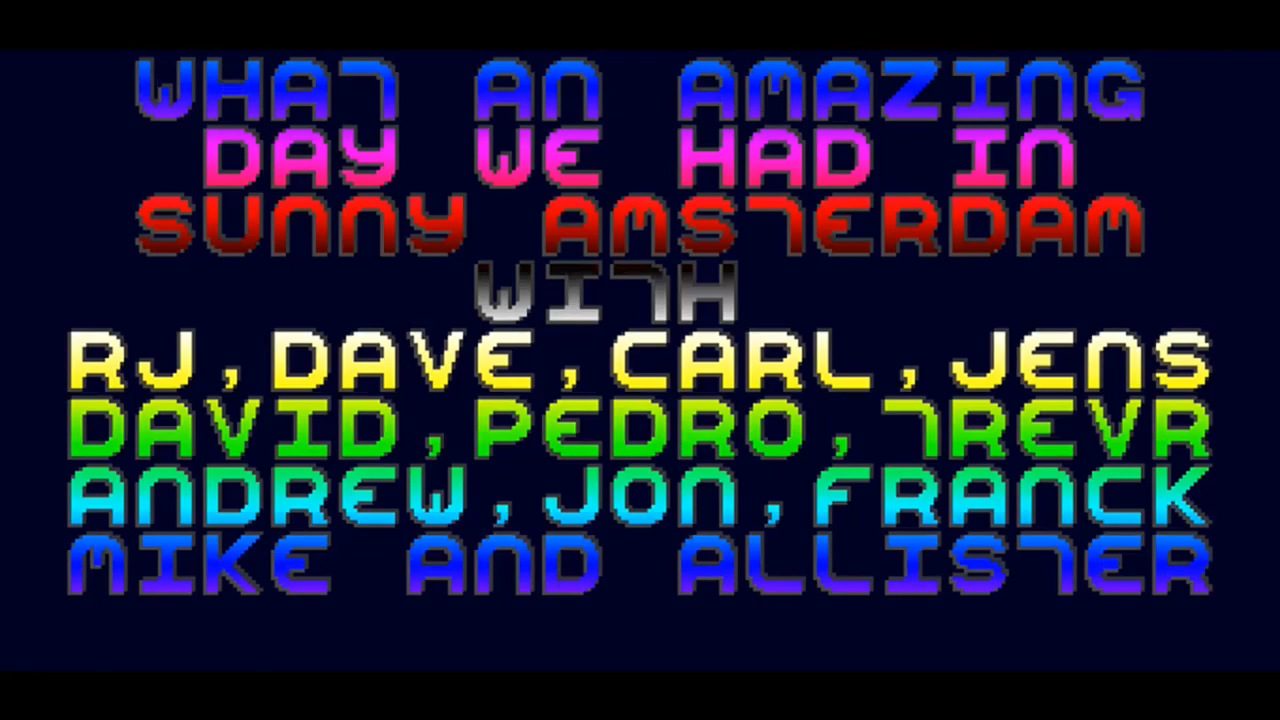 WHAT AN AMAZING
DAY WE HAD IN
SUNNY AMSTERDAM
WITH
RJ,DAVE,CARL,JENS
DAVID,PEDRO,TREVR
ANDREW,JON,FRANCK
MIKE AND ALLISTER